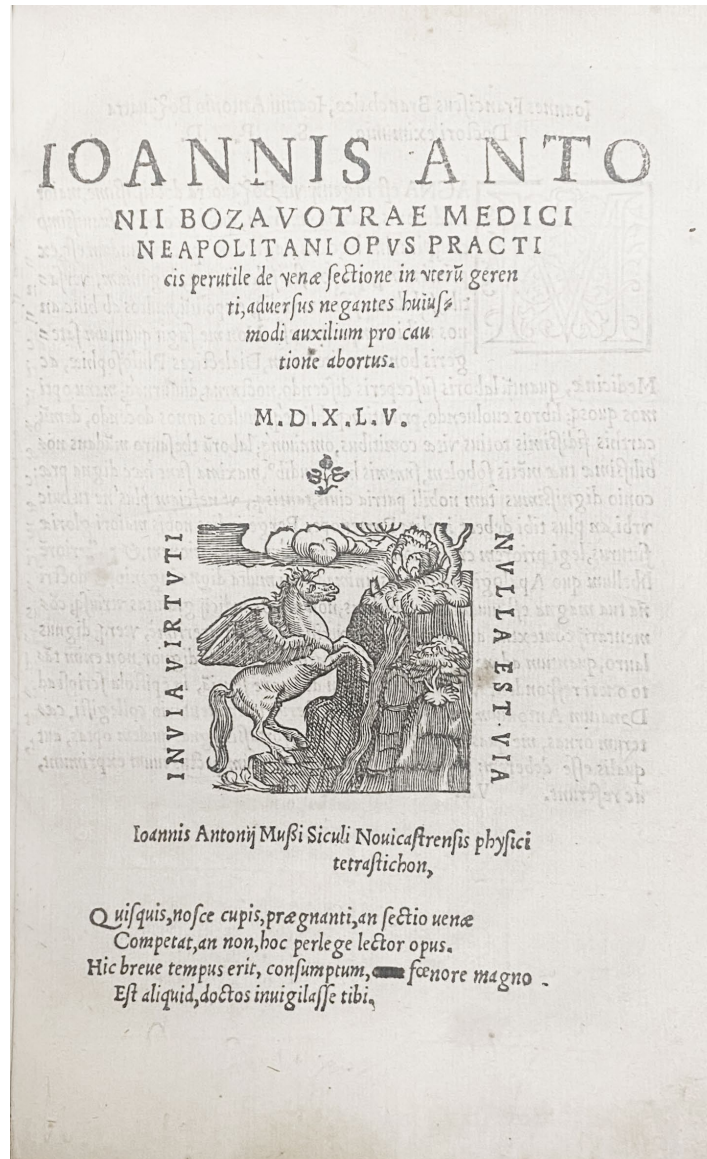 IOANNIS ANTO
NII BOZAVOTRAE MEDICI
NEAPOLITANI OPVS PRACTI
cis perutile de venæ sectione in vterũ geren
ti, aduersus negantes huius⸗
modi auxilium pro cau
tione abortus.
M.D.X.L.V.
INVIA VIRTVTI
NVLLA EST VIA
Ioannis Antonij Mußi Siculi Nouicastrensis physici
tetrastichon,
Quisquis, nosce cupis, prægnanti, an sectio uenæ
Competat, an non, hoc perlege lector opus.
Hic breue tempus erit, consumptum, fœnore magno
Est aliquid, doctos inuigilasse tibi,